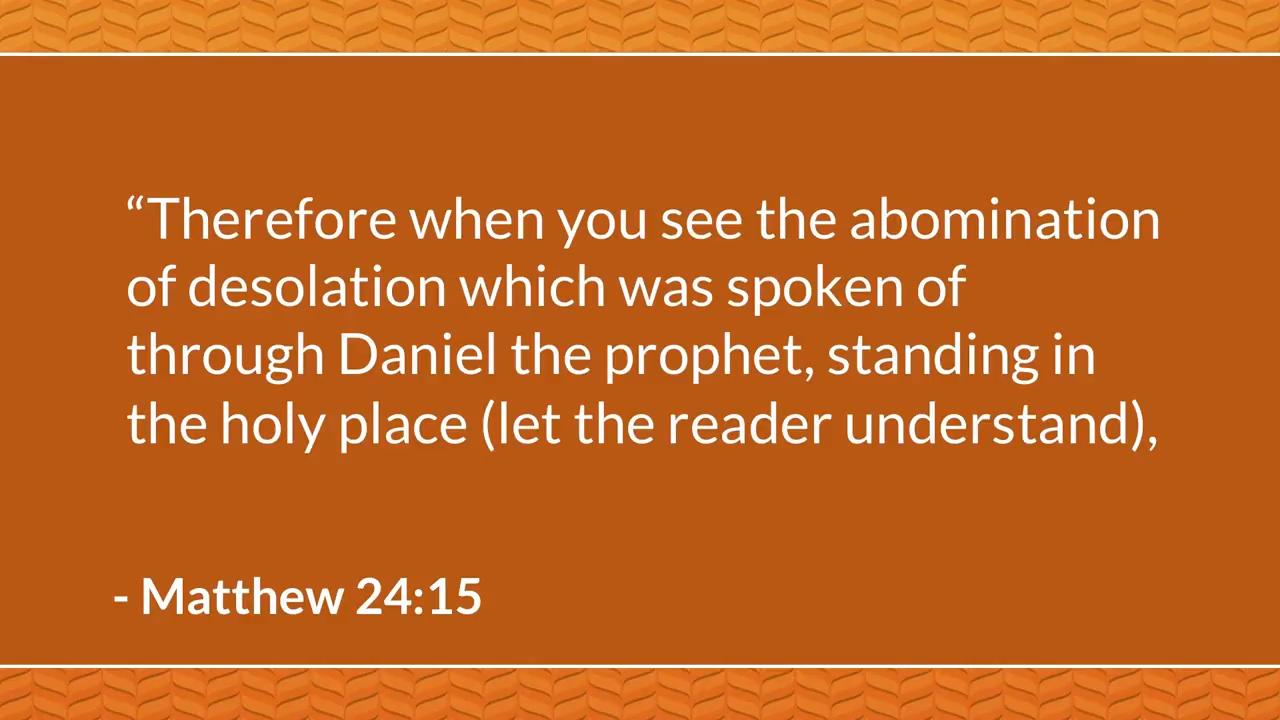 “Therefore when you see the abomination
of desolation which was spoken of
through Daniel the prophet, standing in
the holy place (let the reader understand),
- Matthew 24:15